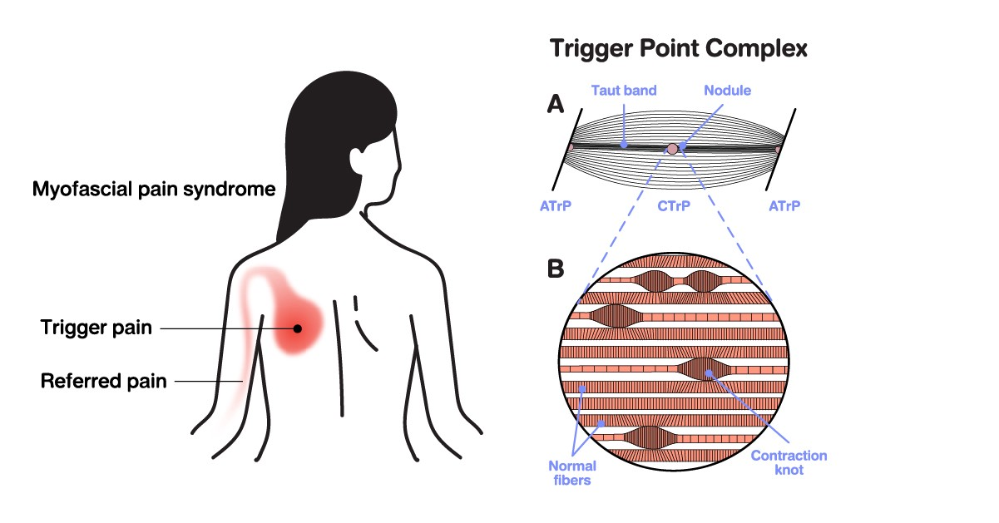 Myofascial pain syndrome
Trigger pain
Referred pain
Trigger Point Complex
A
Taut band
Nodule
ATrP
CTrP
ATrP
B
Normal
fibers
Contraction
knot